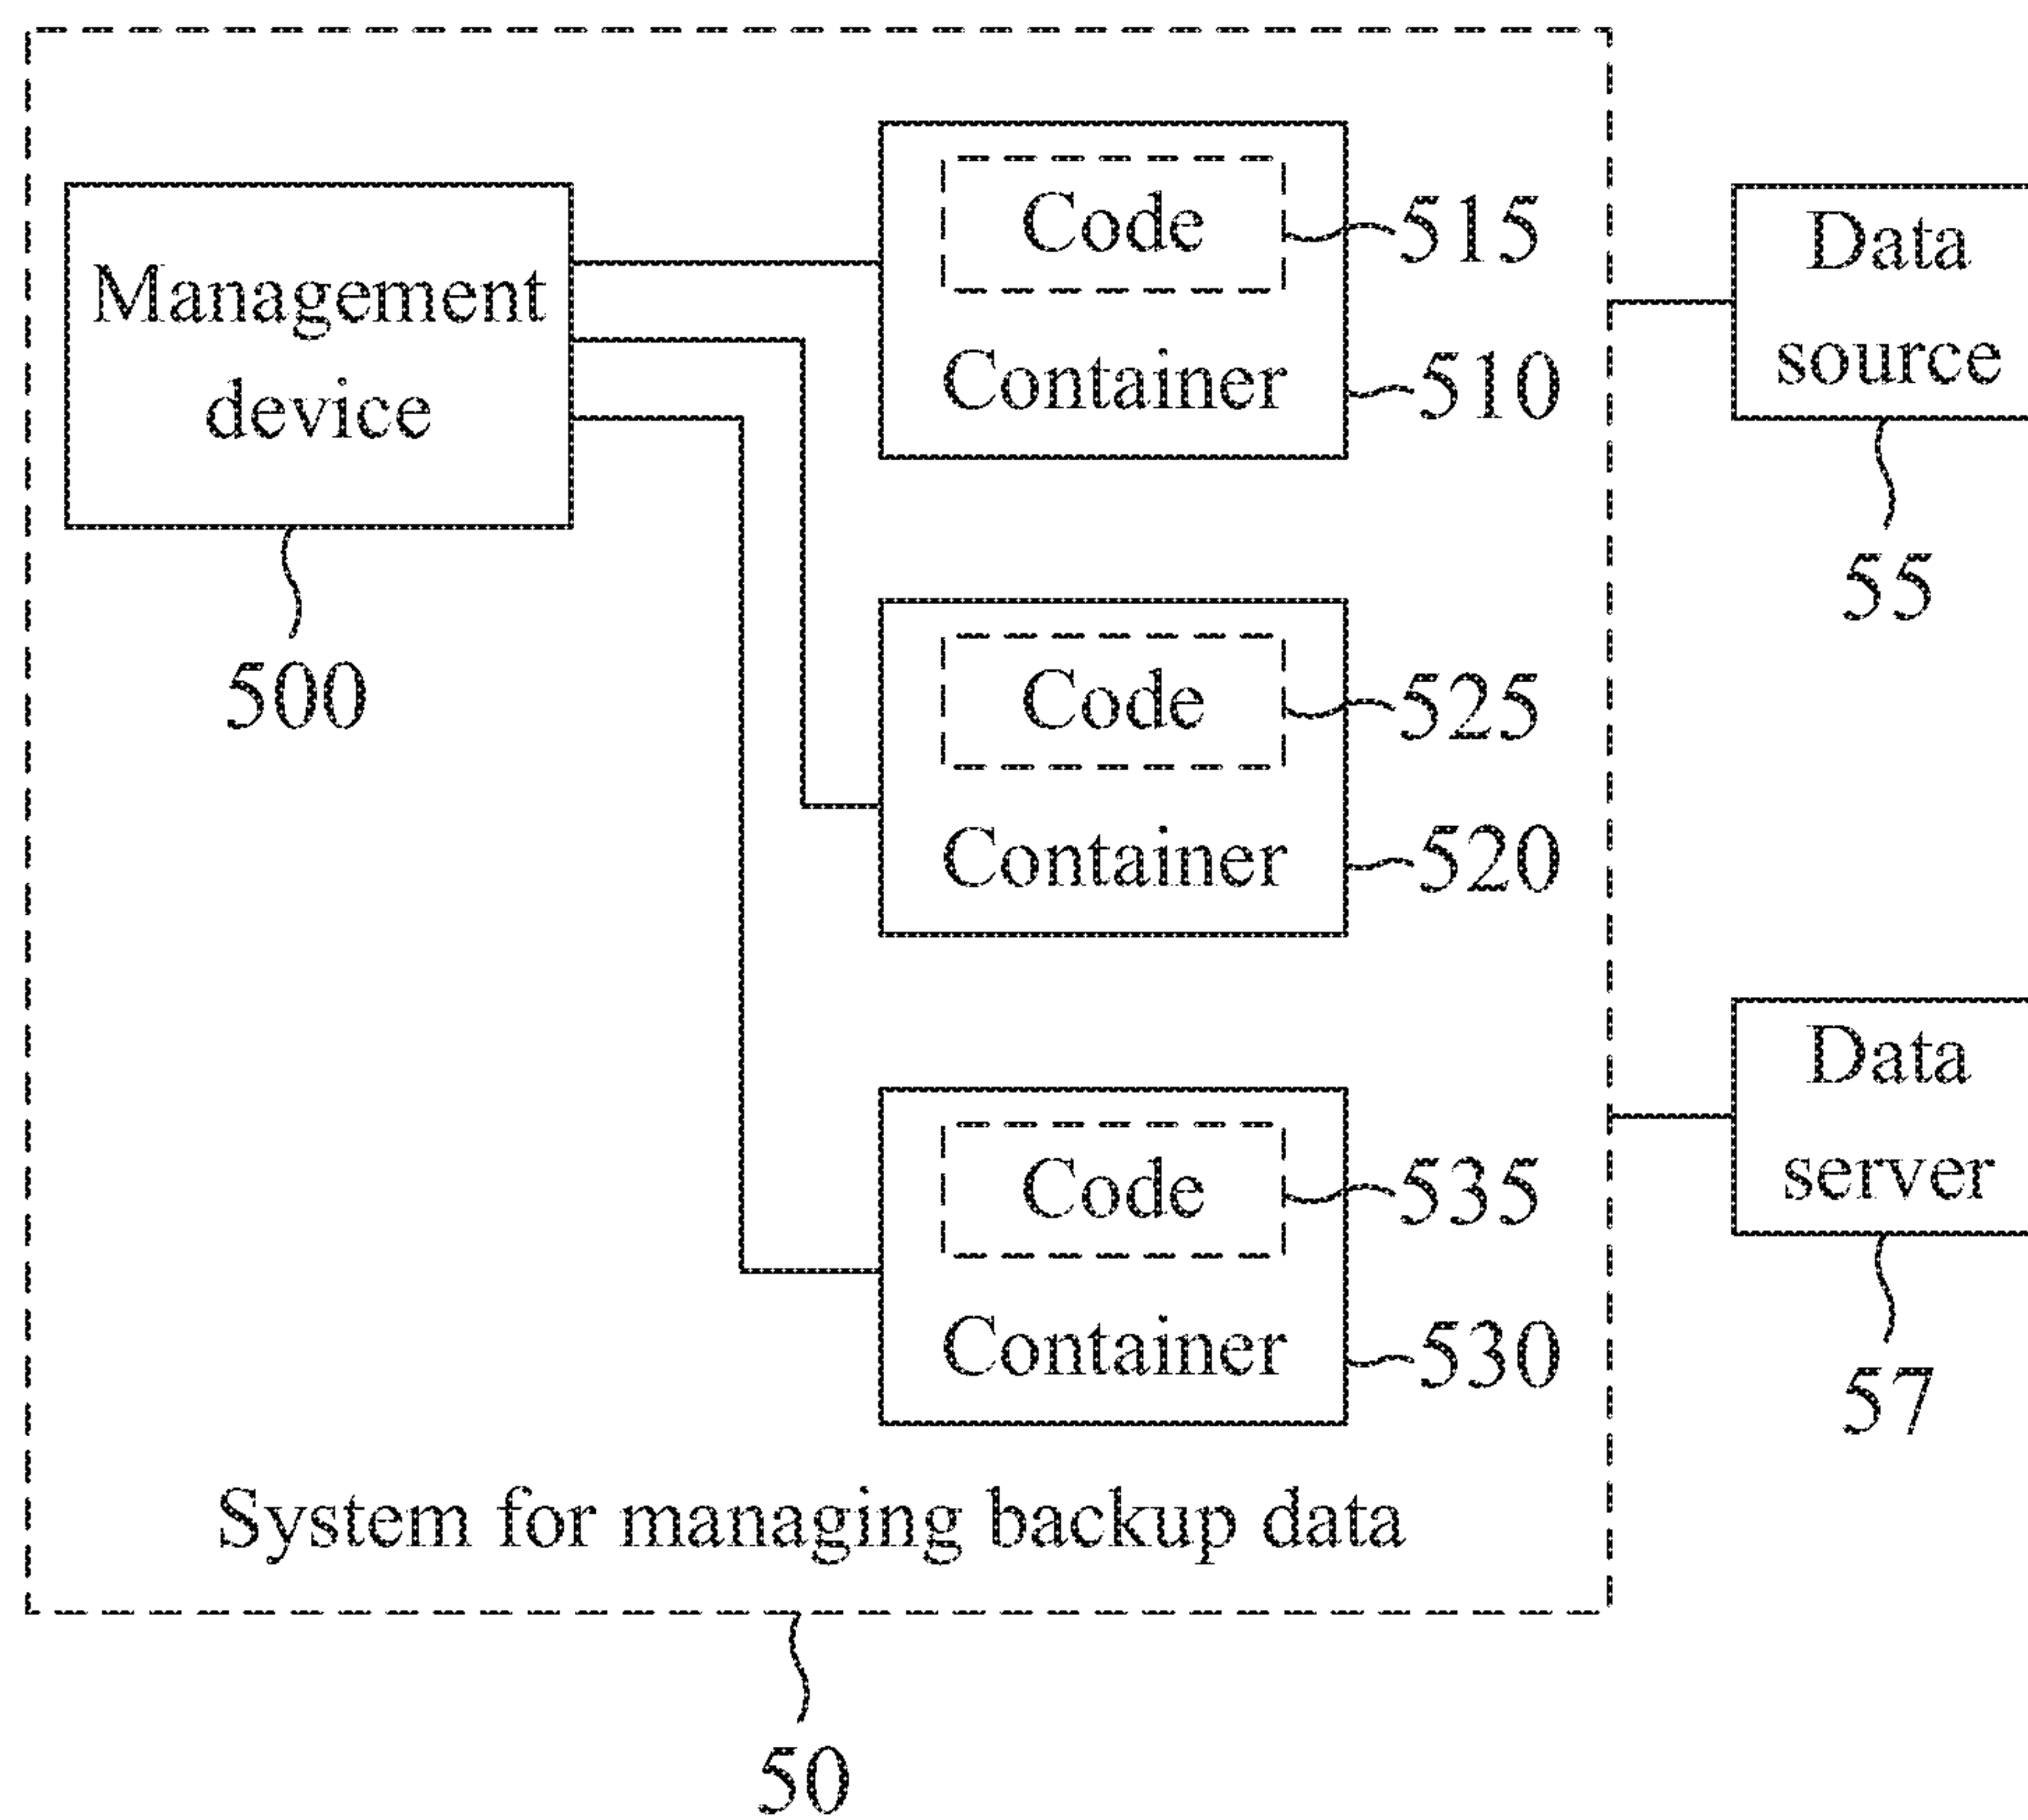 Management
device
500
Code
515
Container
510
Code
525
Container
520
Code
535
Container
530
System for managing backup data
50
Data
source
55
Data
server
57